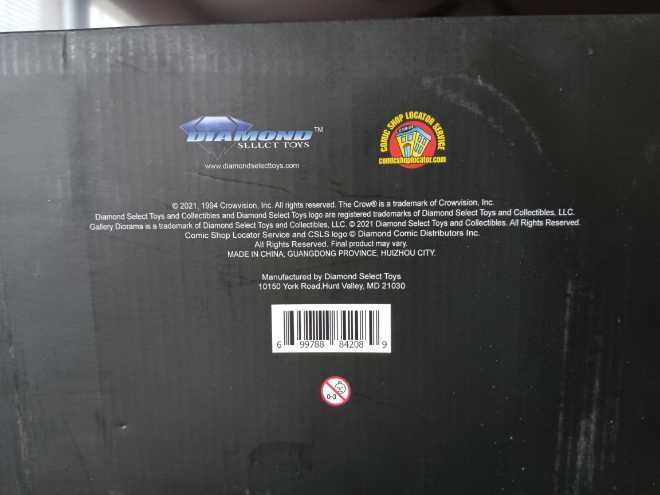 DIAMOND™
SELECT TOYS
www.diamondselecttoys.com
COMIC SHOP LOCATOR SERVICE
COMICS
comicshoplocator.com
© 2021, 1994 Crowvision, Inc. All rights reserved. The Crow® is a trademark of Crowvision, Inc.
Diamond Select Toys and Collectibles and Diamond Select Toys logo are registered trademarks of Diamond Select Toys and Collectibles, LLC.
Gallery Diorama is a trademark of Diamond Select Toys and Collectibles, LLC. © 2021 Diamond Select Toys and Collectibles. All Rights Reserved.
Comic Shop Locator Service and CSLS logo © Diamond Comic Distributors Inc.
All Rights Reserved. Final product may vary.
MADE IN CHINA, GUANGDONG PROVINCE, HUIZHOU CITY.
Manufactured by Diamond Select Toys
10150 York Road.Hunt Valley, MD 21030
6 99788 84208 9
0-3